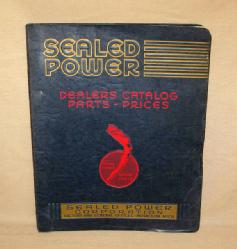 SEALED
POWER
DEALERS CATALOG
PARTS - PRICES
SEALED POWER
CORPORATION